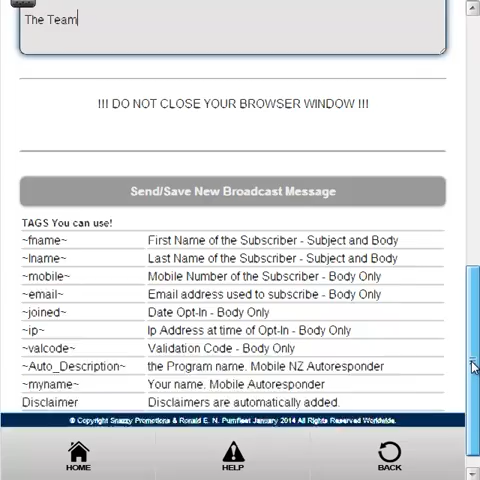 The Team
!!! DO NOT CLOSE YOUR BROWSER WINDOW !!!
Send/Save New Broadcast Message
TAGS You can use!
~fname~ First Name of the Subscriber - Subject and Body
~lname~ Last Name of the Subscriber - Subject and Body
~mobile~ Mobile Number of the Subscriber - Body Only
~email~ Email address used to subscribe - Body Only
~joined~ Date Opt-In - Body Only
~ip~ Ip Address at time of Opt-In - Body Only
~valcode~ Validation Code - Body Only
~Auto_Description~ the Program name. Mobile NZ Autoresponder
~myname~ Your name. Mobile Autoresponder
Disclaimer Disclaimers are automatically added.
© Copyright Snazzy Promotions & Ronald E. N. Pumfleet January 2014 All Rights Reserved Worldwide.
HOME HELP BACK